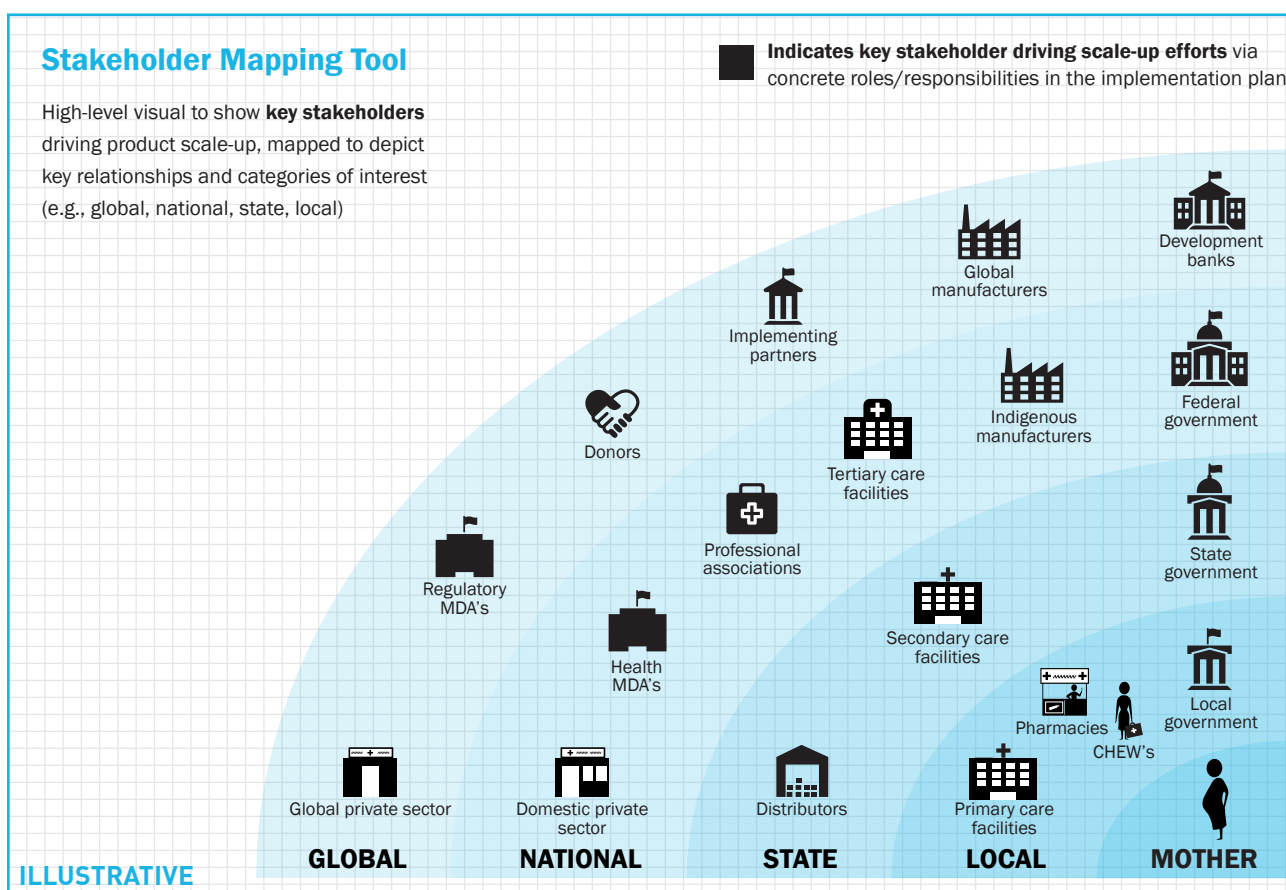 Stakeholder Mapping Tool
High-level visual to show key stakeholders
driving product scale-up, mapped to depict
key relationships and categories of interest
(e.g., global, national, state, local)
Indicates key stakeholder driving scale-up efforts via
concrete roles/responsibilities in the implementation plan
Development
banks
Global
manufacturers
Implementing
partners
Donors
Regulatory
MDA's
Global private sector
Federal
government
Indigenous
manufacturers
Tertiary care
facilities
Professional
associations
Health
MDA's
Domestic private
sector
State
government
Secondary care
facilities
Distributors
Local
government
Pharmacies
CHEW's
Primary care
facilities
GLOBAL
NATIONAL
STATE
LOCAL
MOTHER
ILLUSTRATIVE